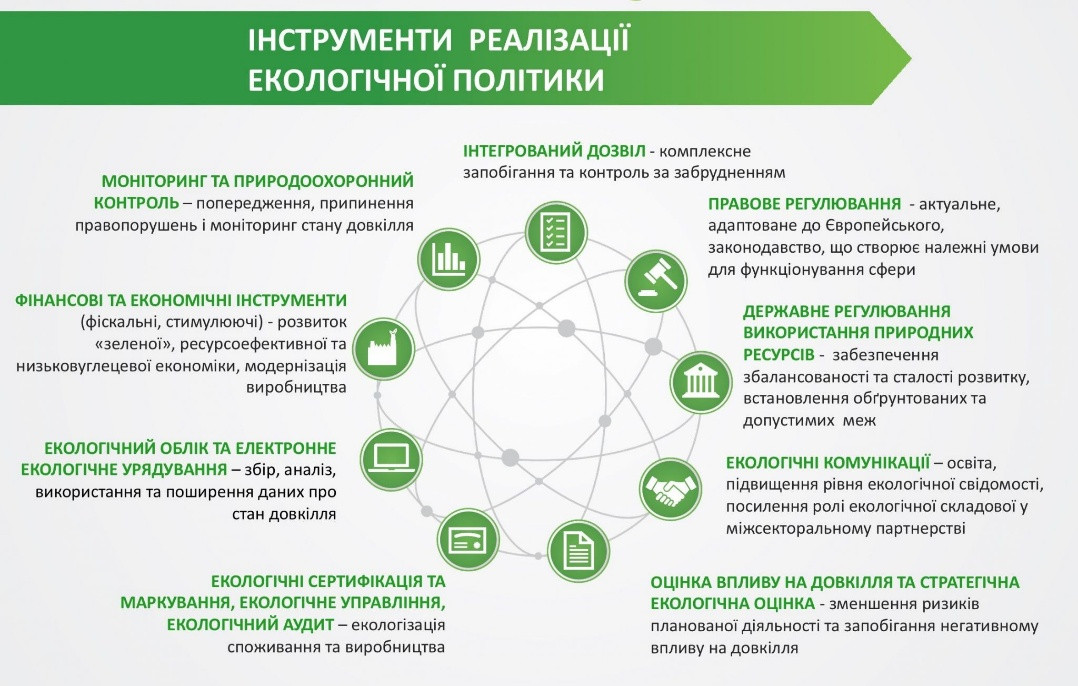 ІНСТРУМЕНТИ РЕАЛІЗАЦІЇ
ЕКОЛОГІЧНОЇ ПОЛІТИКИ
ІНТЕГРОВАНИЙ ДОЗВІЛ - комплексне
запобігання та контроль за забрудненням
МОНІТОРИНГ ТА ПРИРОДООХОРОННИЙ
КОНТРОЛЬ – попередження, припинення
правопорушень і моніторинг стану довкілля
ПРАВОВЕ РЕГУЛЮВАННЯ - актуальне,
адаптоване до Європейського,
законодавство, що створює належні умови
для функціонування сфери
ФІНАНСОВІ ТА ЕКОНОМІЧНІ ІНСТРУМЕНТИ
(фіскальні, стимулюючі) - розвиток
«зеленої», ресурсоефективної та
низьковуглецевої економіки, модернізація
виробництва
ДЕРЖАВНЕ РЕГУЛЮВАННЯ
ВИКОРИСТАННЯ ПРИРОДНИХ
РЕСУРСІВ - забезпечення
збалансованості та сталості розвитку,
встановлення обґрунтованих та
допустимих меж
ЕКОЛОГІЧНИЙ ОБЛІК ТА ЕЛЕКТРОННЕ
ЕКОЛОГІЧНЕ УРЯДУВАННЯ – збір, аналіз,
використання та поширення даних про
стан довкілля
ЕКОЛОГІЧНІ КОМУНІКАЦІЇ – освіта,
підвищення рівня екологічної свідомості,
посилення ролі екологічної складової у
міжсекторальному партнерстві
ЕКОЛОГІЧНІ СЕРТИФІКАЦІЯ ТА
МАРКУВАННЯ, ЕКОЛОГІЧНЕ УПРАВЛІННЯ,
ЕКОЛОГІЧНИЙ АУДИТ – екологізація
споживання та виробництва
ОЦІНКА ВПЛИВУ НА ДОВКІЛЛЯ ТА СТРАТЕГІЧНА
ЕКОЛОГІЧНА ОЦІНКА - зменшення ризиків
планованої діяльності та запобігання негативному
впливу на довкілля